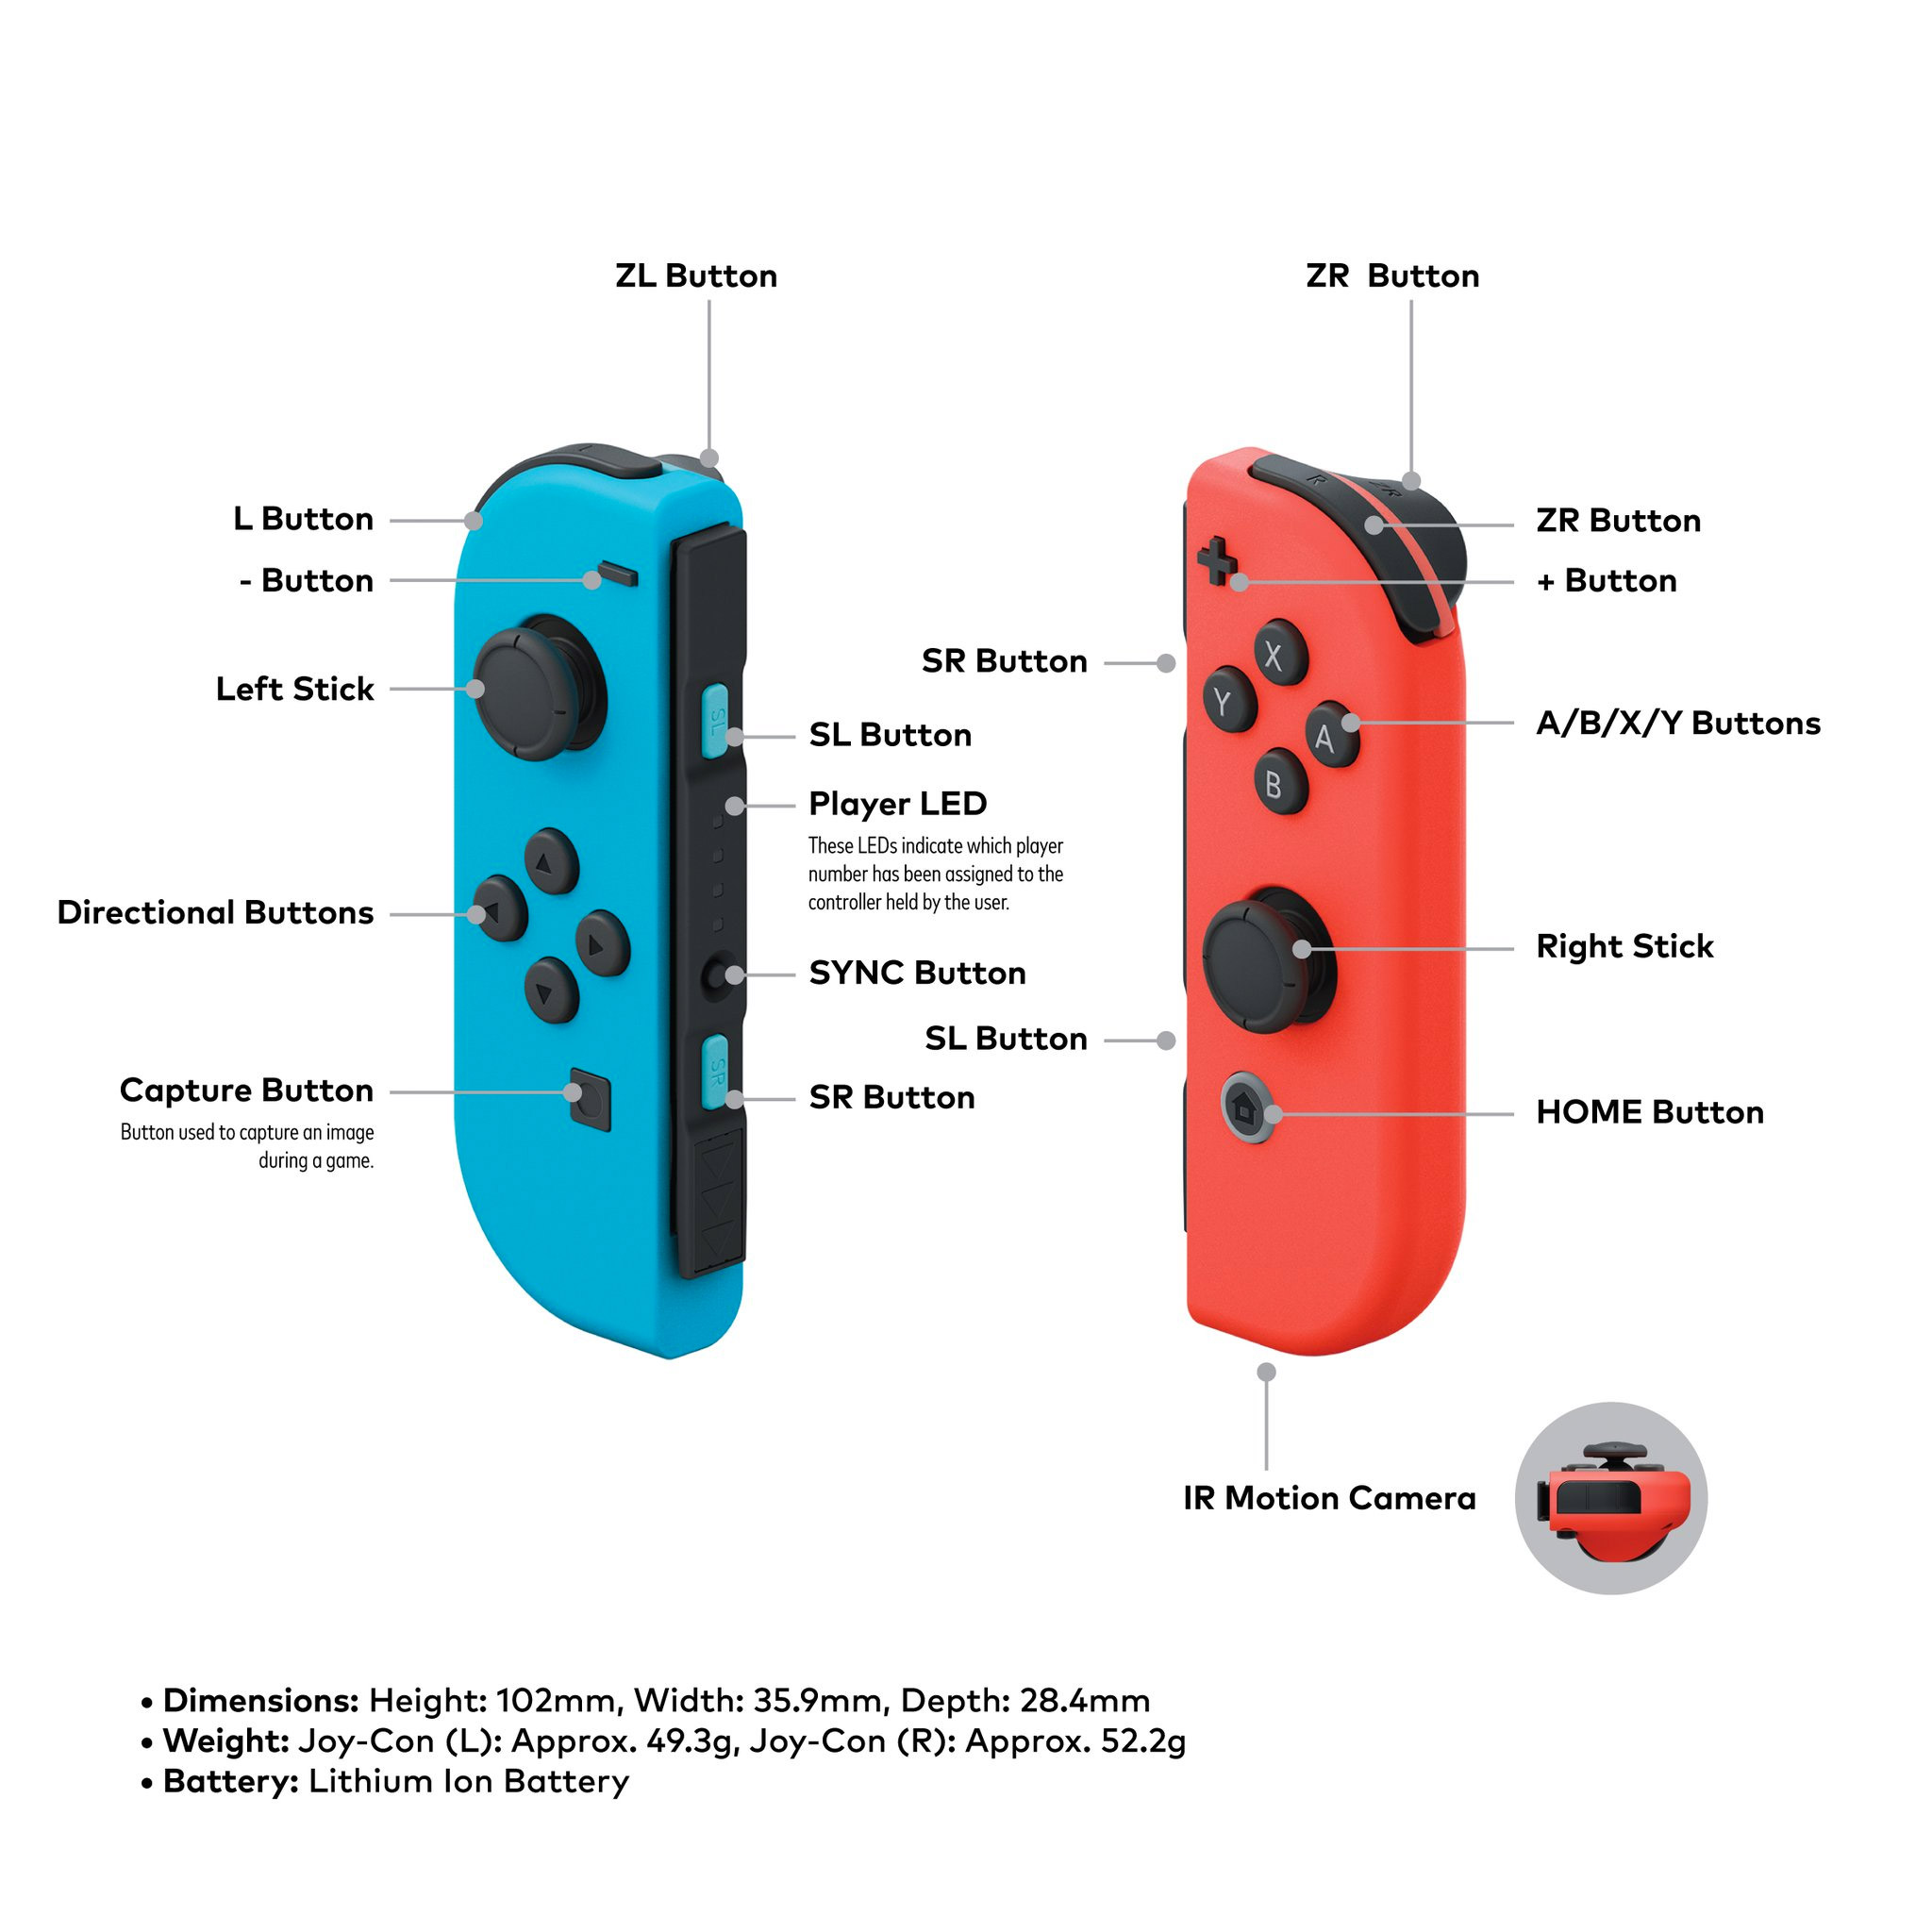 ZL Button
ZR  Button
L Button
- Button
Left Stick
Directional Buttons
Capture Button
Button used to capture an image
during a game.
SL
SR
SL Button
Player LED
These LEDs indicate which player
number has been assigned to the
controller held by the user.
SYNC Button
SR Button
SR Button
SL Button
R
ZR
X
Y
A
B
ZR Button
+ Button
A/B/X/Y Buttons
Right Stick
HOME Button
IR Motion Camera
• Dimensions: Height: 102mm, Width: 35.9mm, Depth: 28.4mm
• Weight: Joy-Con (L): Approx. 49.3g, Joy-Con (R): Approx. 52.2g
• Battery: Lithium Ion Battery